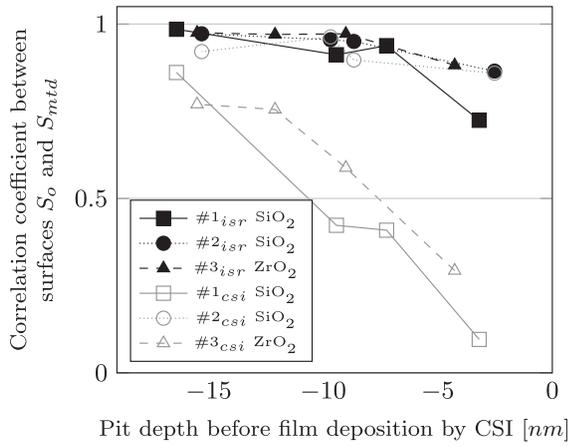 Correlation coefficient between
surfaces S_o and S_mtd
1
0.5
0
#1_isr SiO_2
#2_isr SiO_2
#3_isr ZrO_2
#1_csi SiO_2
#2_csi SiO_2
#3_csi ZrO_2
−15 −10 −5 0
Pit depth before film deposition by CSI [nm]